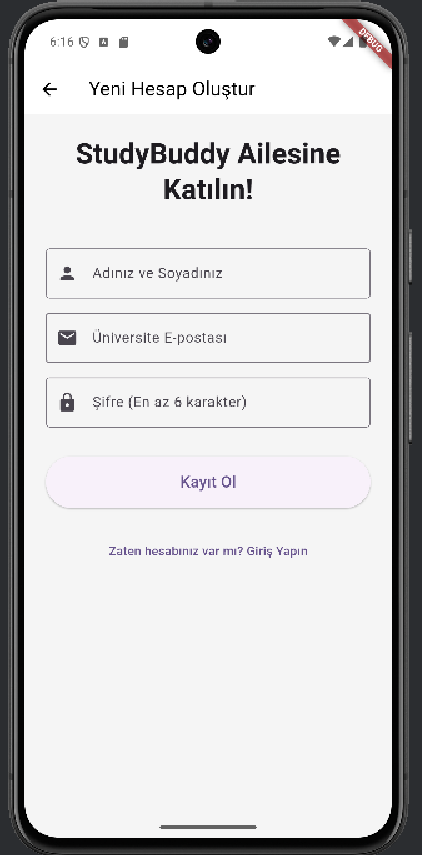 6:16
DEBUG
Yeni Hesap Oluştur
StudyBuddy Ailesine
Katılın!
Adınız ve Soyadınız
Üniversite E-postası
Şifre (En az 6 karakter)
Kayıt Ol
Zaten hesabınız var mı? Giriş Yapın